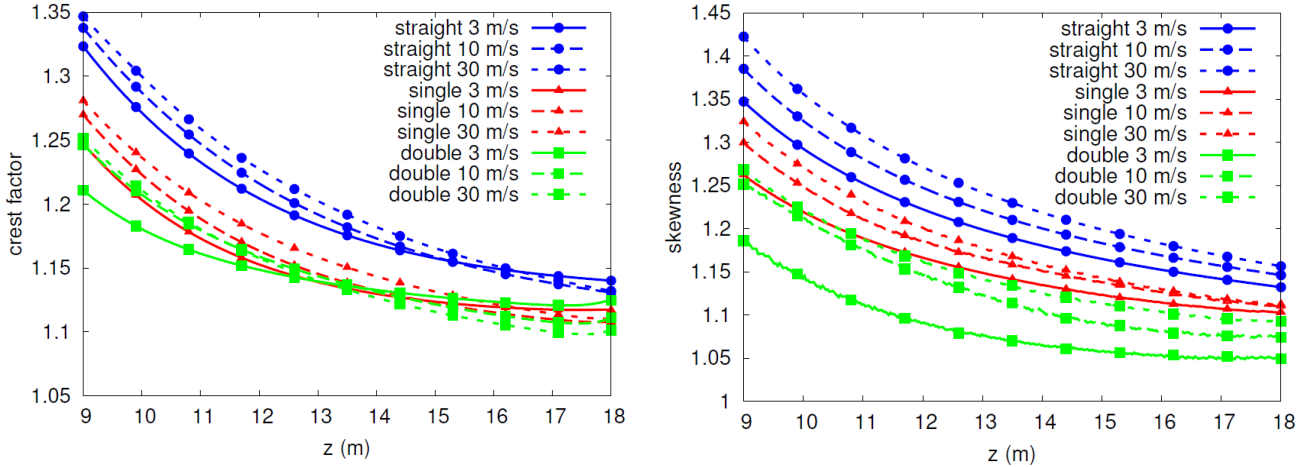 1.35
1.3
1.25
1.2
1.15
1.1
1.05
9 10 11 12 13 14 15 16 17 18
crest factor
z (m)
straight 3 m/s
straight 10 m/s
straight 30 m/s
single 3 m/s
single 10 m/s
single 30 m/s
double 3 m/s
double 10 m/s
double 30 m/s
1.45
1.4
1.35
1.3
1.25
1.2
1.15
1.1
1.05
1
9 10 11 12 13 14 15 16 17 18
skewness
z (m)
straight 3 m/s
straight 10 m/s
straight 30 m/s
single 3 m/s
single 10 m/s
single 30 m/s
double 3 m/s
double 10 m/s
double 30 m/s